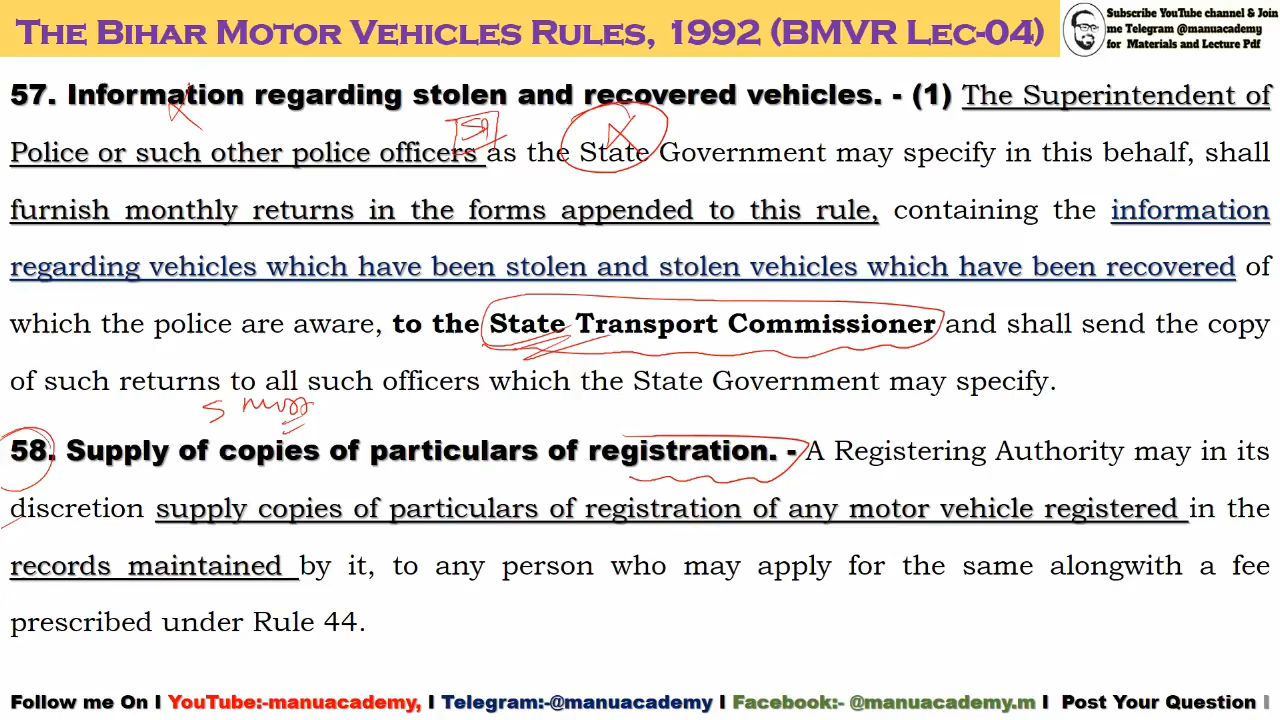 THE BIHAR MOTOR VEHICLES RULES, 1992 (BMVR LEC-04)
Subscribe YouTube channel & Join
me Telegram @manuacademy
for Materials and Lecture Pdf
57. Information regarding stolen and recovered vehicles. - (1) The Superintendent of
SP
Police or such other police officers as the State Government may specify in this behalf, shall
furnish monthly returns in the forms appended to this rule, containing the information
regarding vehicles which have been stolen and stolen vehicles which have been recovered of
which the police are aware, to the State Transport Commissioner and shall send the copy
of such returns to all such officers which the State Government may specify.
58. Supply of copies of particulars of registration. - A Registering Authority may in its
discretion supply copies of particulars of registration of any motor vehicle registered in the
records maintained by it, to any person who may apply for the same alongwith a fee
prescribed under Rule 44.
Follow me On I YouTube:-manuacademy, I Telegram:-@manuacademy I Facebook:- @manuacademy.m I Post Your Question I